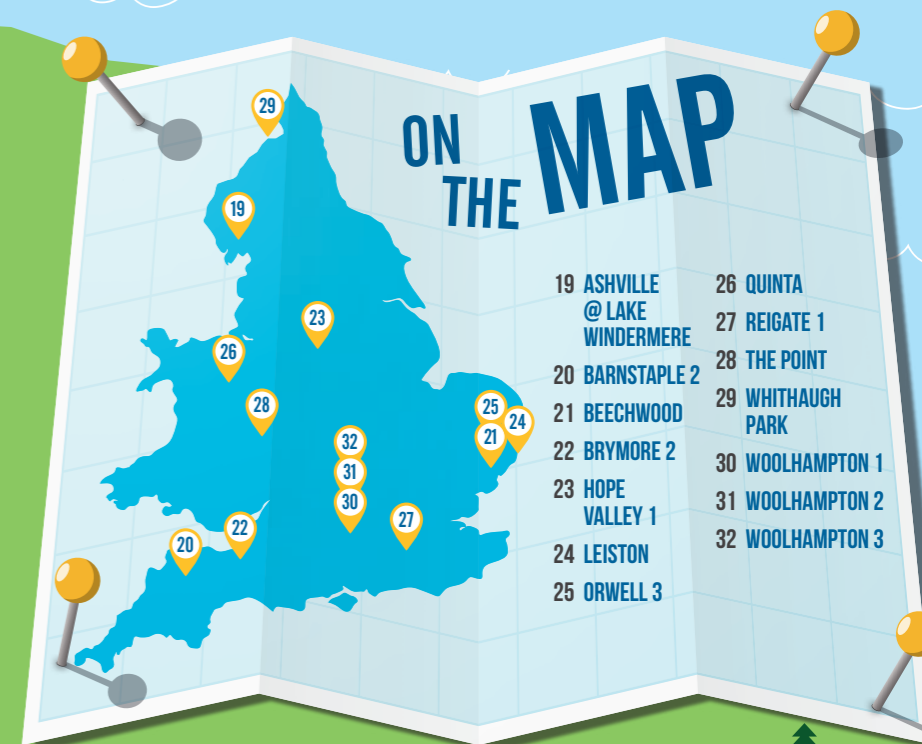 ON
THE MAP
29
19
23
26
28
25
24
21
32
31
30
27
22
20
19 ASHVILLE
@ LAKE
WINDERMERE
20 BARNSTAPLE 2
21 BEECHWOOD
22 BRYMORE 2
23 HOPE
VALLEY 1
24 LEISTON
25 ORWELL 3
26 QUINTA
27 REIGATE 1
28 THE POINT
29 WHITHAUGH
PARK
30 WOOLHAMPTON 1
31 WOOLHAMPTON 2
32 WOOLHAMPTON 3